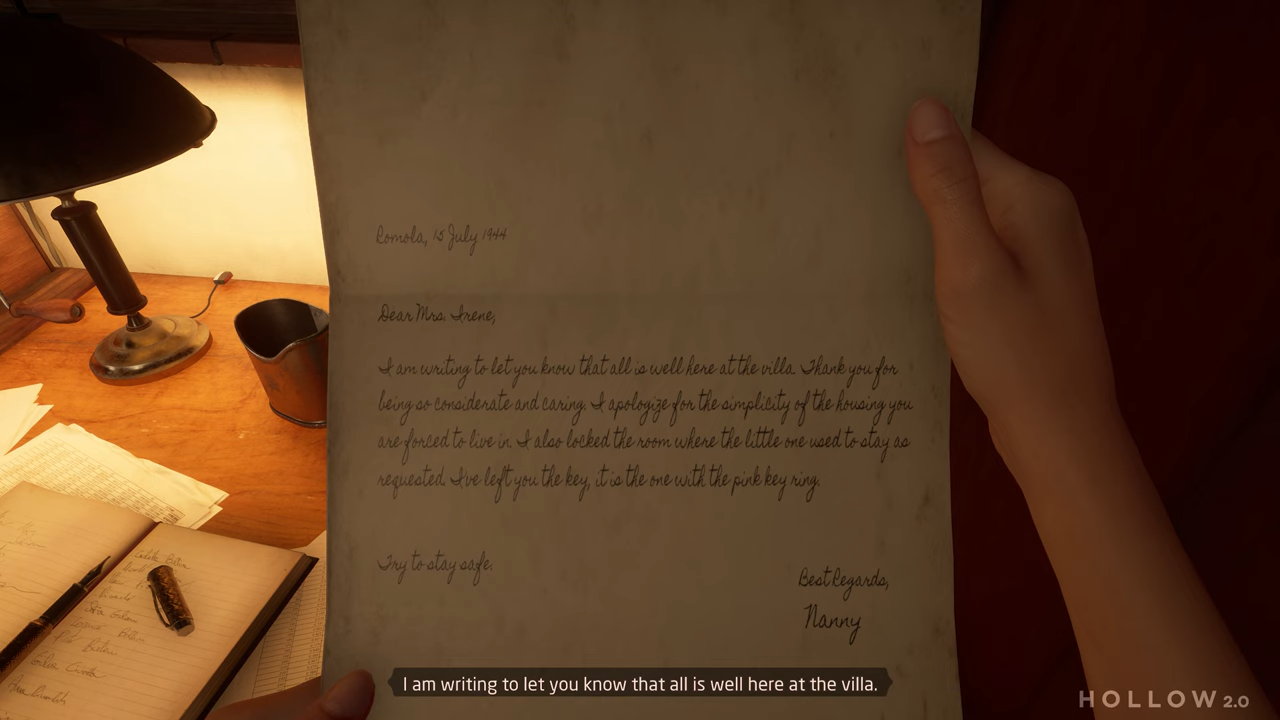 Romola, 15 July 1944
Dear Mrs. Irene,
I am writing to let you know that all is well here at the villa. Thank you for
being so considerate and caring. I apologize for the simplicity of the housing you
are forced to live in. I also locked the room where the little one used to stay as
requested. I've left you the key, it is the one with the pink key ring.
Try to stay safe.
Best Regards,
Nanny
I am writing to let you know that all is well here at the villa.
HOLLOW 2.0